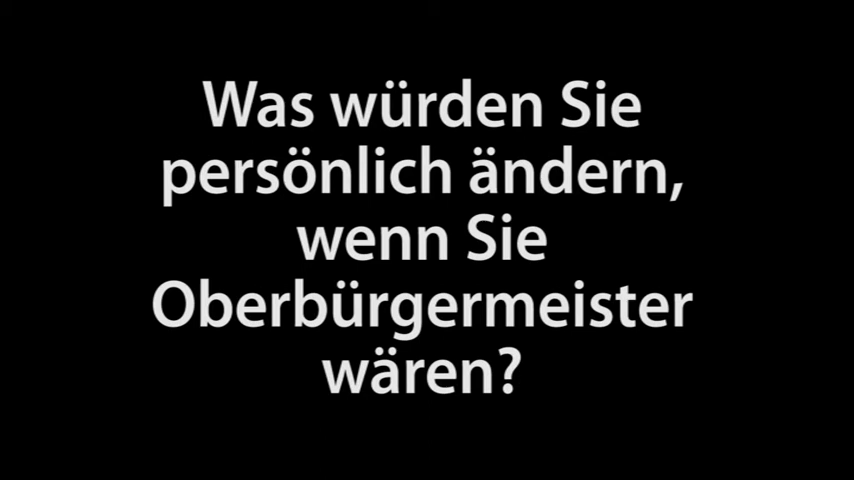 Was würden Sie
persönlich ändern,
wenn Sie
Oberbürgermeister
wären?